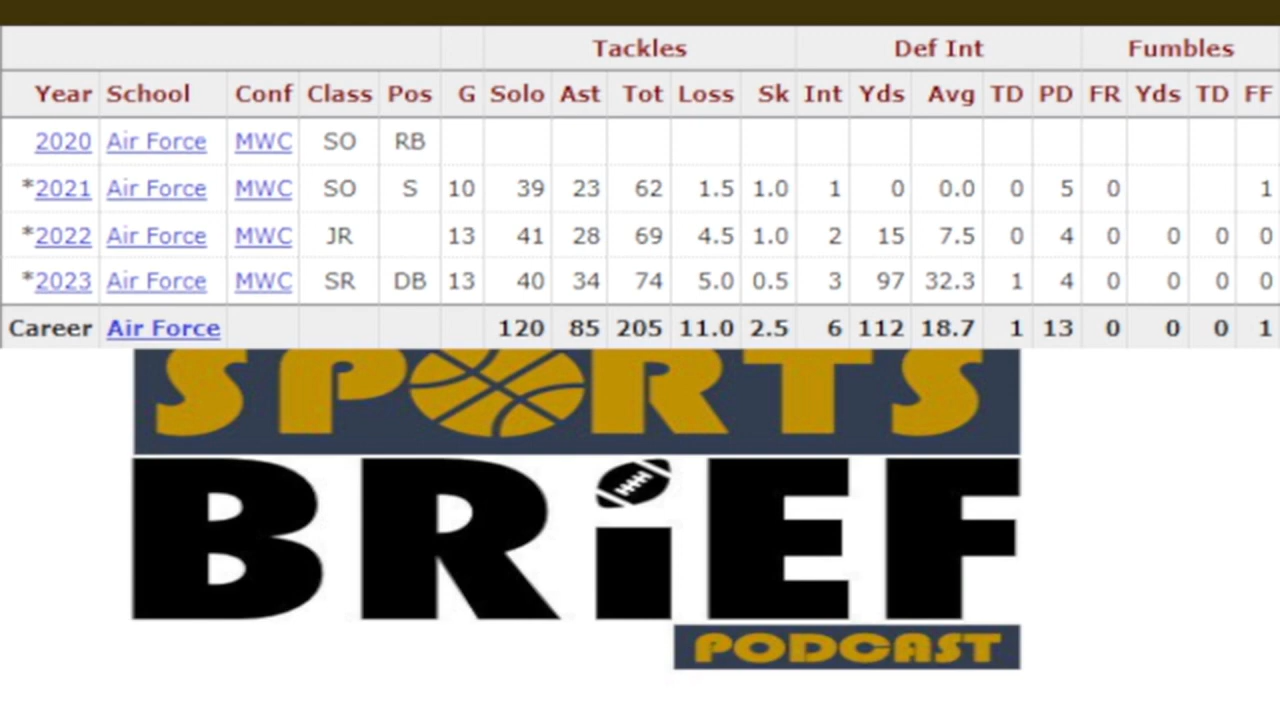 Tackles Def Int Fumbles
Year School Conf Class Pos G Solo Ast Tot Loss Sk Int Yds Avg TD PD FR Yds TD FF
2020 Air Force MWC SO RB
*2021 Air Force MWC SO S 10 39 23 62 1.5 1.0 1 0 0.0 0 5 0 1
*2022 Air Force MWC JR 13 41 28 69 4.5 1.0 2 15 7.5 0 4 0 0 0 0
*2023 Air Force MWC SR DB 13 40 34 74 5.0 0.5 3 97 32.3 1 4 0 0 0 0
Career Air Force 120 85 205 11.0 2.5 6 112 18.7 1 13 0 0 0 1
SPORTS
BRiEF
PODCAST